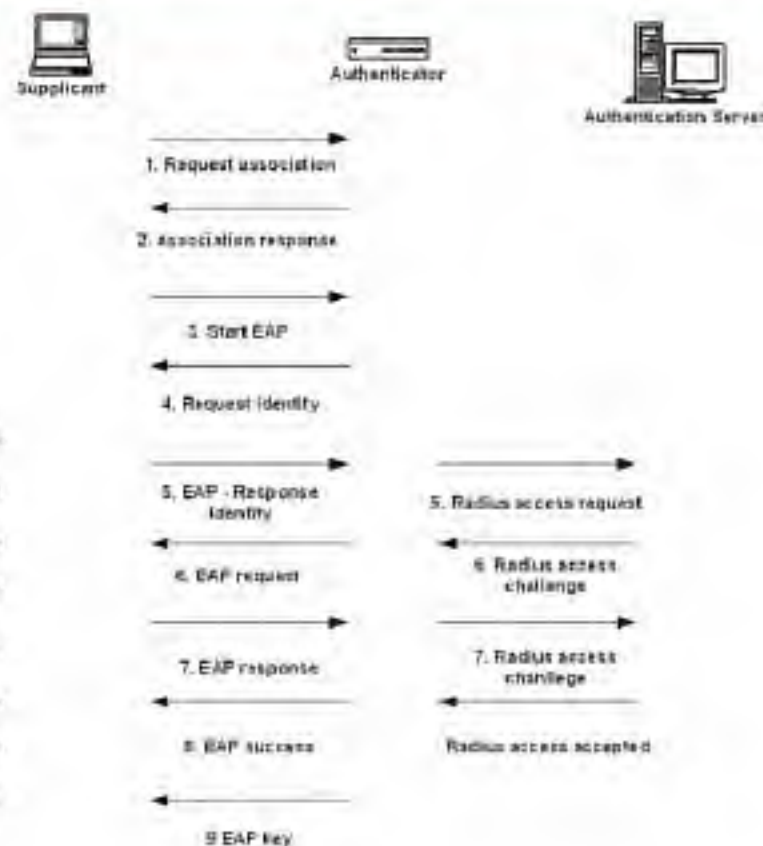 Supplicant
Authenticator
Authentication Server
1. Request association
2. Association response
3. Start EAP
4. Request Identity
5. EAP - Response
Identity
5. Radius access request
6. EAP request
6. Radius access
challenge
7. EAP response
7. Radius access
chanllege
8. EAP success
Radius access accepted
9 EAP key